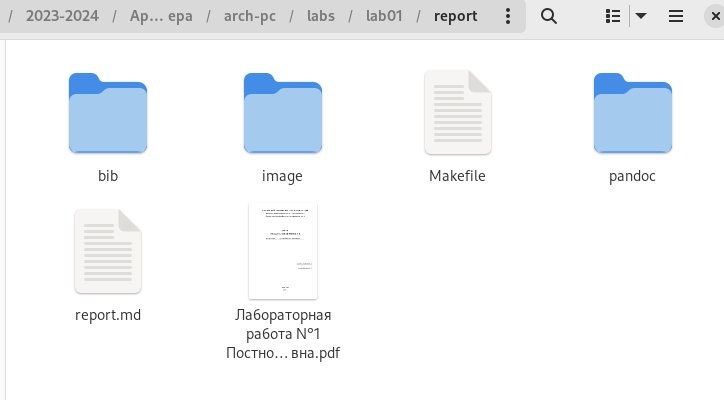 / 2023-2024 / Ар… ера / arch-pc / labs / lab01 / report
bib
image
Makefile
pandoc
report.md
Лабораторная
работа №1
Постно… вна.pdf